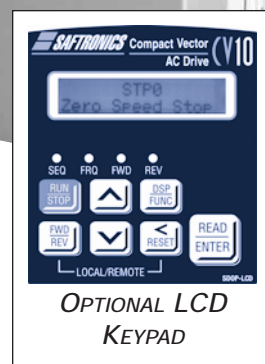 SAFTRONICS Compact Vector
AC Drive CV10
STP0
Zero Speed Stop
SEQ FRQ FWD REV
RUN
STOP
DSP
FUNC
FWD
REV
<
RESET
READ
ENTER
LOCAL/REMOTE
SDOP-LCD
OPTIONAL LCD
KEYPAD